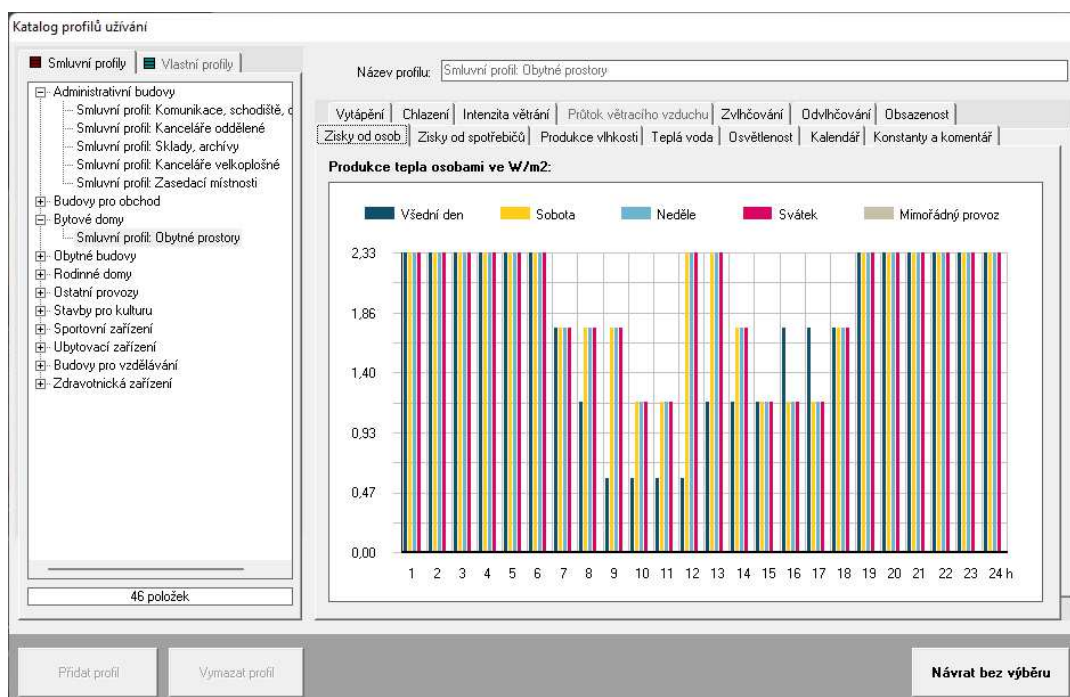 Katalog profilů užívání
Smluvní profily
Vlastní profily
Administrativní budovy
Smluvní profil: Komunikace, schodiště, c
Smluvní profil: Kanceláře oddělené
Smluvní profil: Sklady, archívy
Smluvní profil: Kanceláře velkoplošné
Smluvní profil: Zasedací místnosti
Budovy pro obchod
Bytové domy
Smluvní profil: Obytné prostory
Obytné budovy
Rodinné domy
Ostatní provozy
Stavby pro kulturu
Sportovní zařízení
Ubytovací zařízení
Budovy pro vzdělávání
Zdravotnická zařízení
46 položek
Název profilu: Smluvní profil: Obytné prostory
Vytápění Chlazení Intenzita větrání Průtok větracího vzduchu Zvlhčování Odvlhčování Obsazenost
Zisky od osob Zisky od spotřebičů Produkce vlhkosti Teplá voda Osvětlenost Kalendář Konstanty a komentář
Produkce tepla osobami ve W/m2:
Všední den Sobota Neděle Svátek Mimořádný provoz
2,33
1,86
1,40
0,93
0,47
0,00
1 2 3 4 5 6 7 8 9 10 11 12 13 14 15 16 17 18 19 20 21 22 23 24 h
Přidat profil
Vymazat profil
Návrat bez výběru